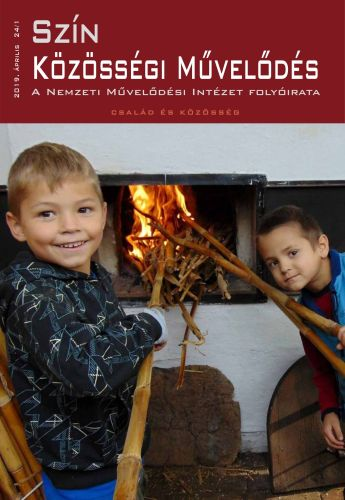 2019. ÁPRILIS 24/1
SZÍN
KÖZÖSSÉGI MŰVELŐDÉS
A NEMZETI MŰVELŐDÉSI INTÉZET FOLYÓIRATA
CSALÁD ÉS KÖZÖSSÉG